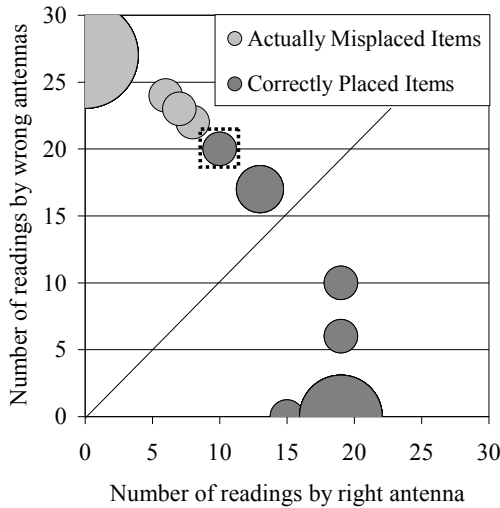 Number of readings by wrong antennas
30
25
20
15
10
5
0
Actually Misplaced Items
Correctly Placed Items
0 5 10 15 20 25 30
Number of readings by right antenna